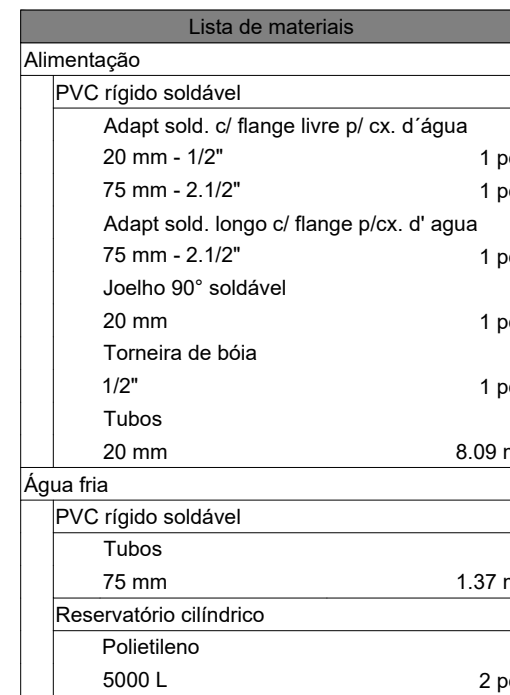 Lista de materiais
Alimentação
PVC rígido soldável
Adapt sold. c/ flange livre p/ cx. d´água
20 mm - 1/2" 1
75 mm - 2.1/2" 1
Adapt sold. longo c/ flange p/cx. d' agua
75 mm - 2.1/2" 1
Joelho 90° soldável
20 mm 1
Torneira de bóia
1/2" 1
Tubos
20 mm 8.09
Água fria
PVC rígido soldável
Tubos
75 mm 1.37
Reservatório cilíndrico
Polietileno
5000 L 2